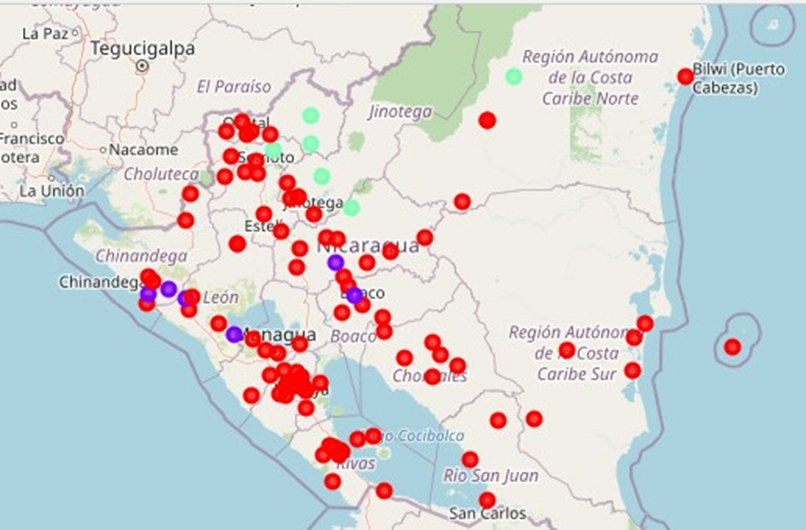 La Paz
Tegucigalpa
El Paraíso
Región Autónoma
de la Costa
Caribe Norte
Bilwi (Puerto
Cabezas)
Jinotega
Francisco
Nacaome
Choluteca
La Unión
Jinotega
Estelí
Nicaragua
Chinandega
Chinandega
León
Managua
Boaco
Boaco
Región Autónoma
de la Costa
Caribe Sur
Chontales
Lago Cocibolca
Rivas
Río San Juan
San Carlos